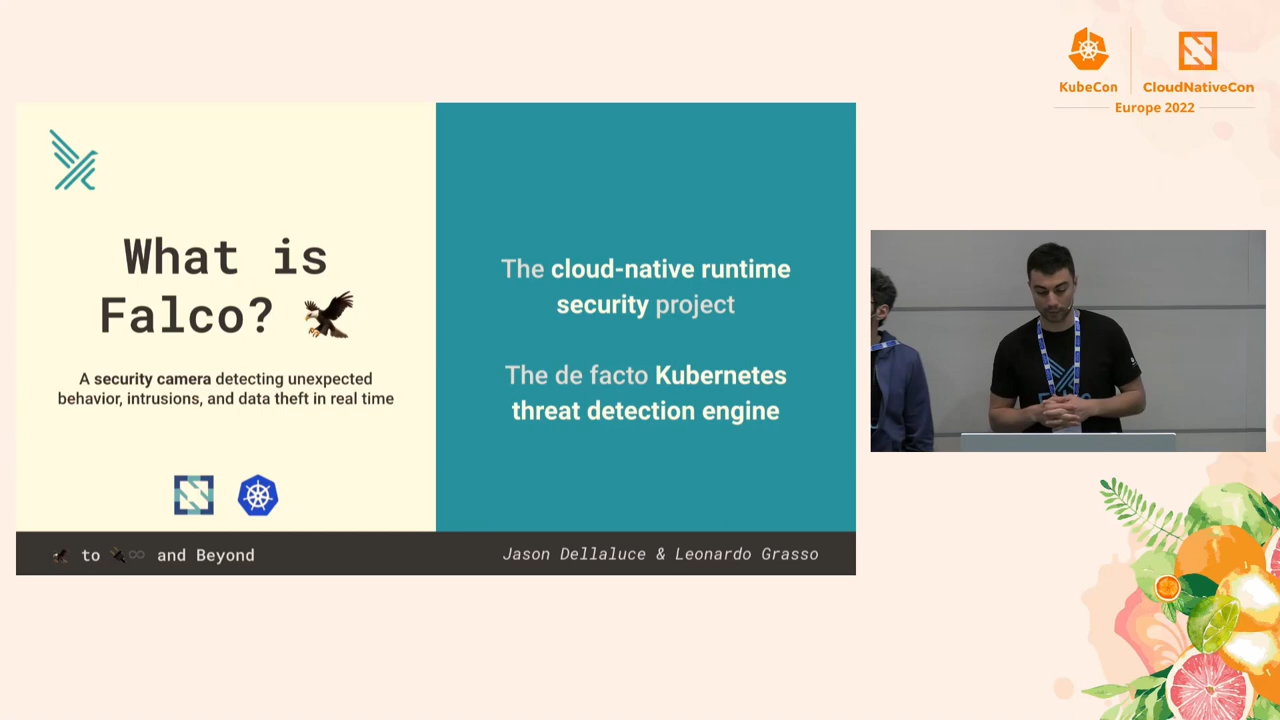 KubeCon
CloudNativeCon
Europe 2022
What is
Falco?
A security camera detecting unexpected
behavior, intrusions, and data theft in real time
The cloud-native runtime
security project
The de facto Kubernetes
threat detection engine
to and Beyond
Jason Dellaluce & Leonardo Grasso